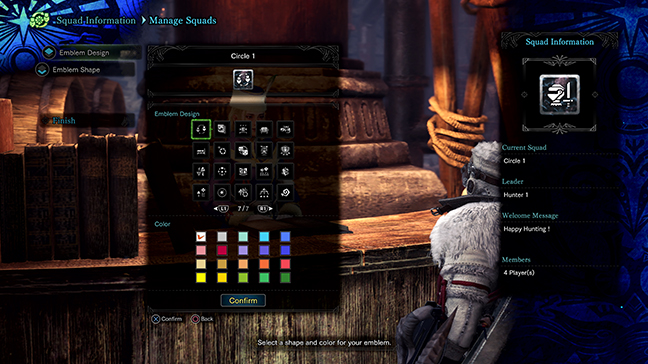 Squad Information > Manage Squads
Emblem Design
Emblem Shape
Finish
Circle 1
Emblem Design
L1 7/7 R1
Color
Confirm
Confirm Back
Select a shape and color for your emblem.
Squad Information
Current Squad
Circle 1
Leader
Hunter 1
Welcome Message
Happy Hunting !
Members
4 Player(s)